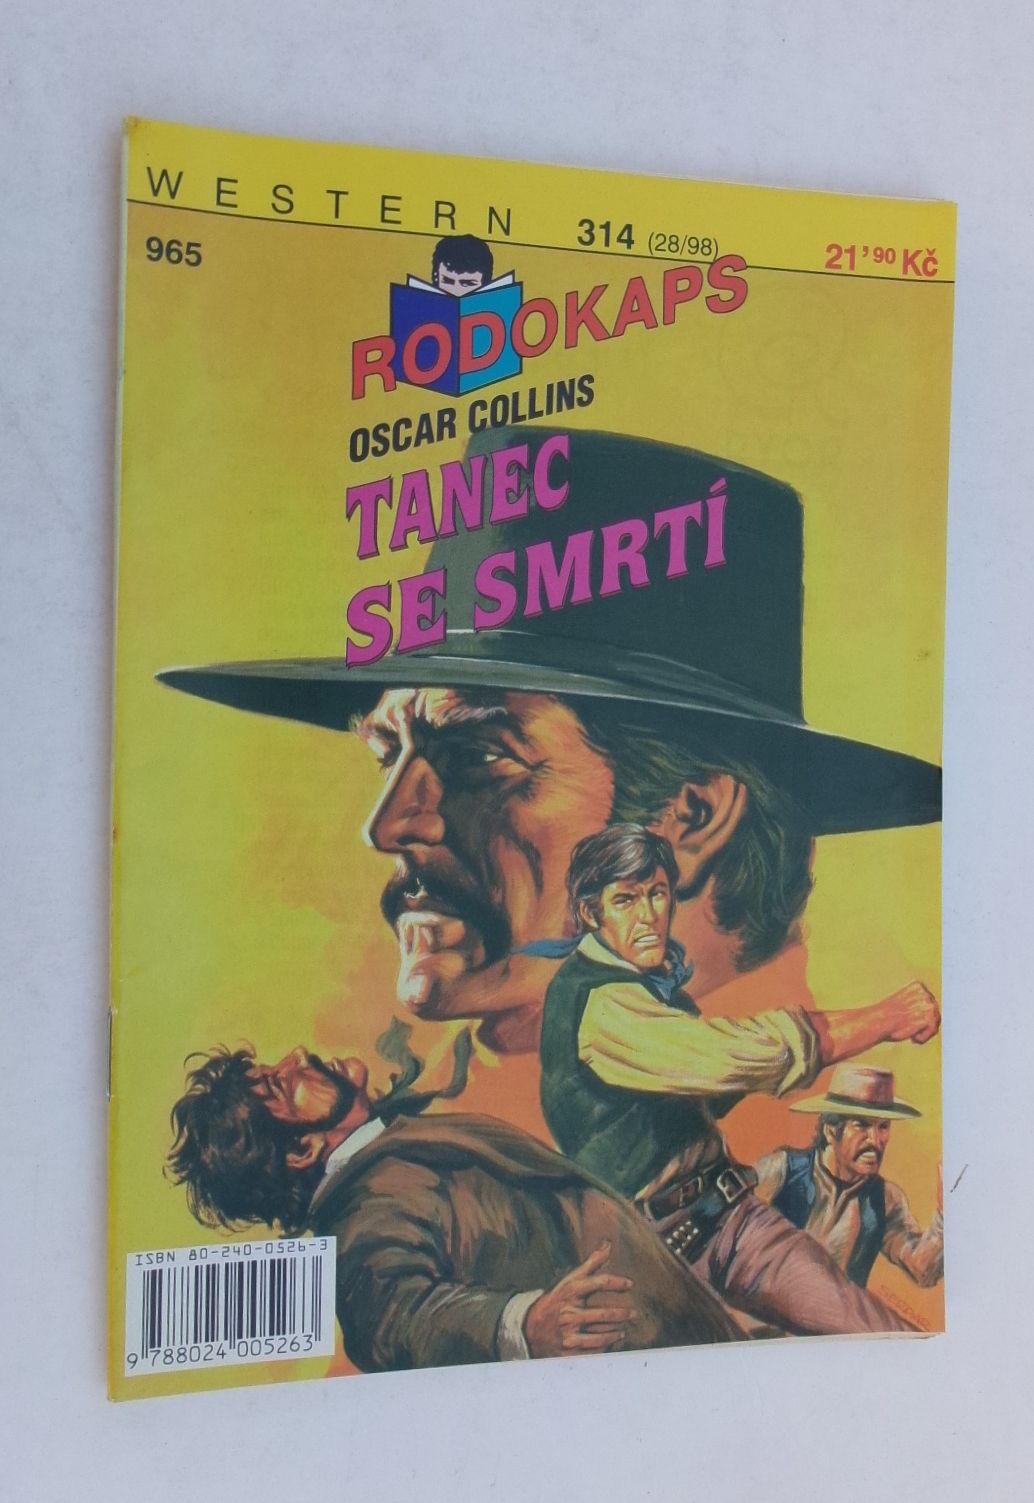 WESTERN 314 (28/98)
965
21'90 Kč
RODOKAPS
OSCAR COLLINS
TANEC
SE SMRTÍ
ISBN 80-240-0526-3
9 788024 005263